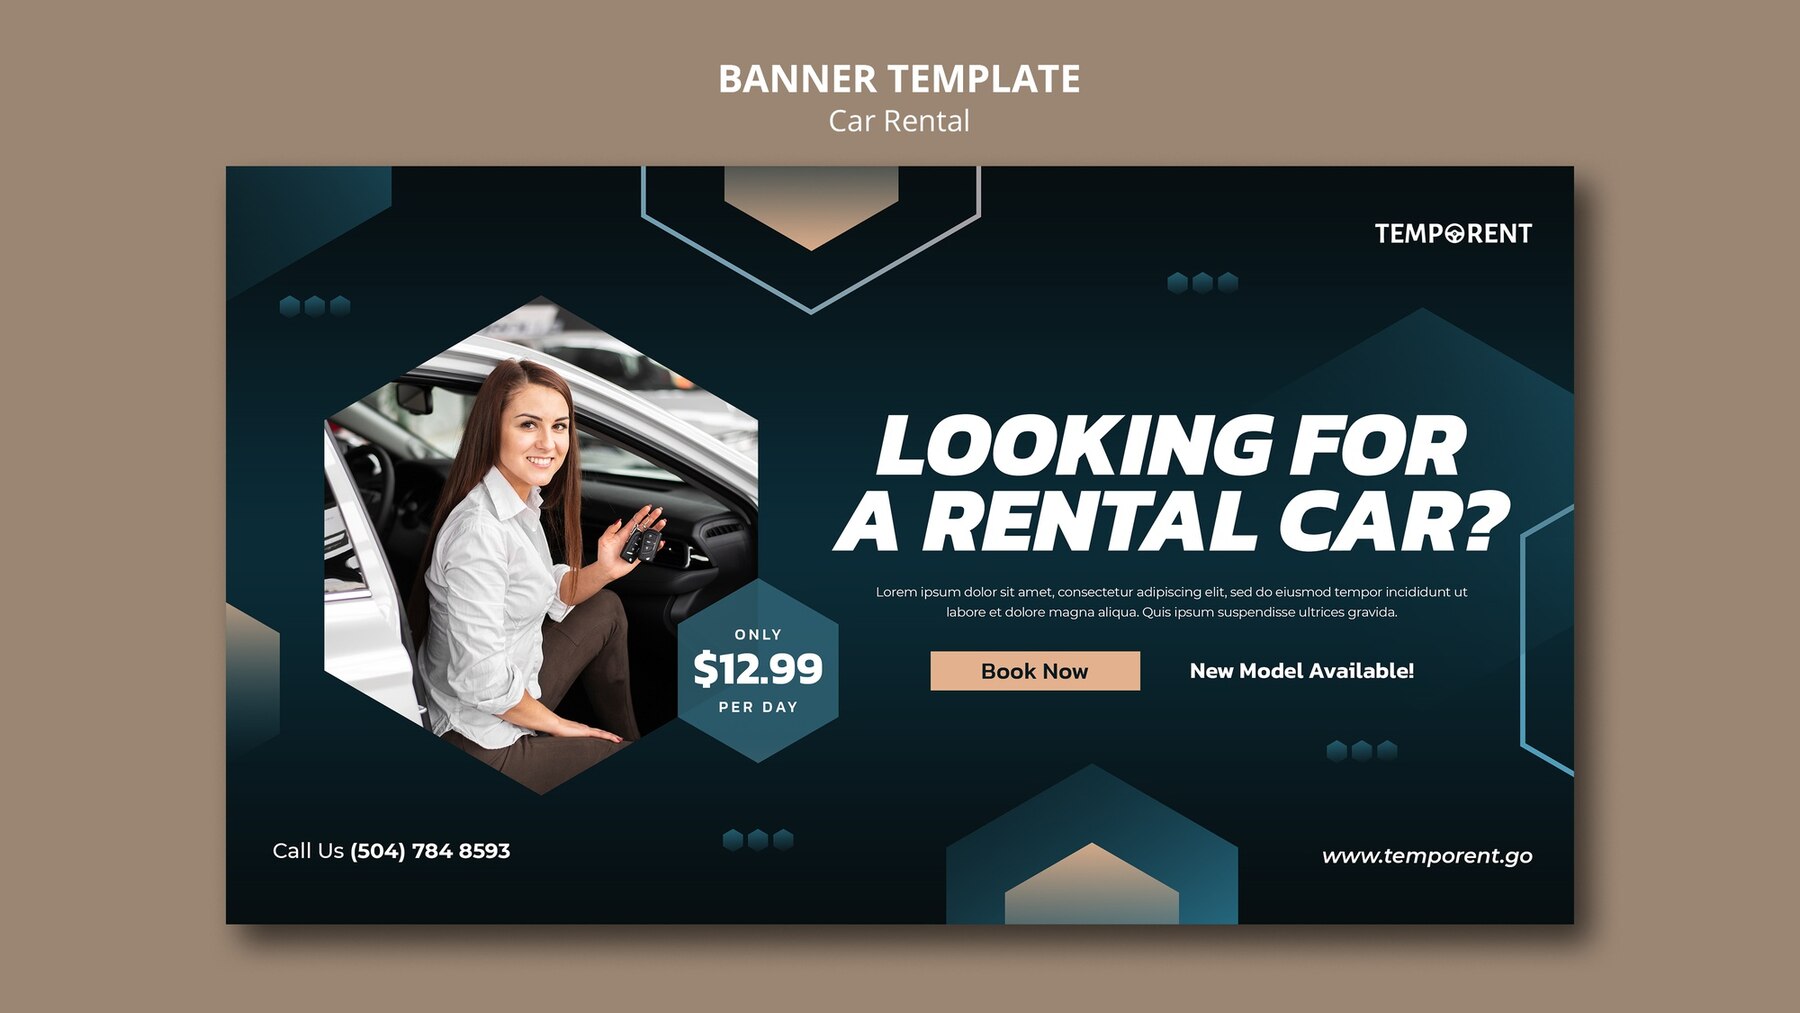 BANNER TEMPLATE
Car Rental
TEMPORENT
LOOKING FOR
A RENTAL CAR?
Lorem ipsum dolor sit amet, consectetur adipiscing elit, sed do eiusmod tempor incididunt ut
labore et dolore magna aliqua. Quis ipsum suspendisse ultrices gravida.
ONLY
$12.99
PER DAY
Book Now
New Model Available!
Call Us (504) 784 8593
www.temporent.go